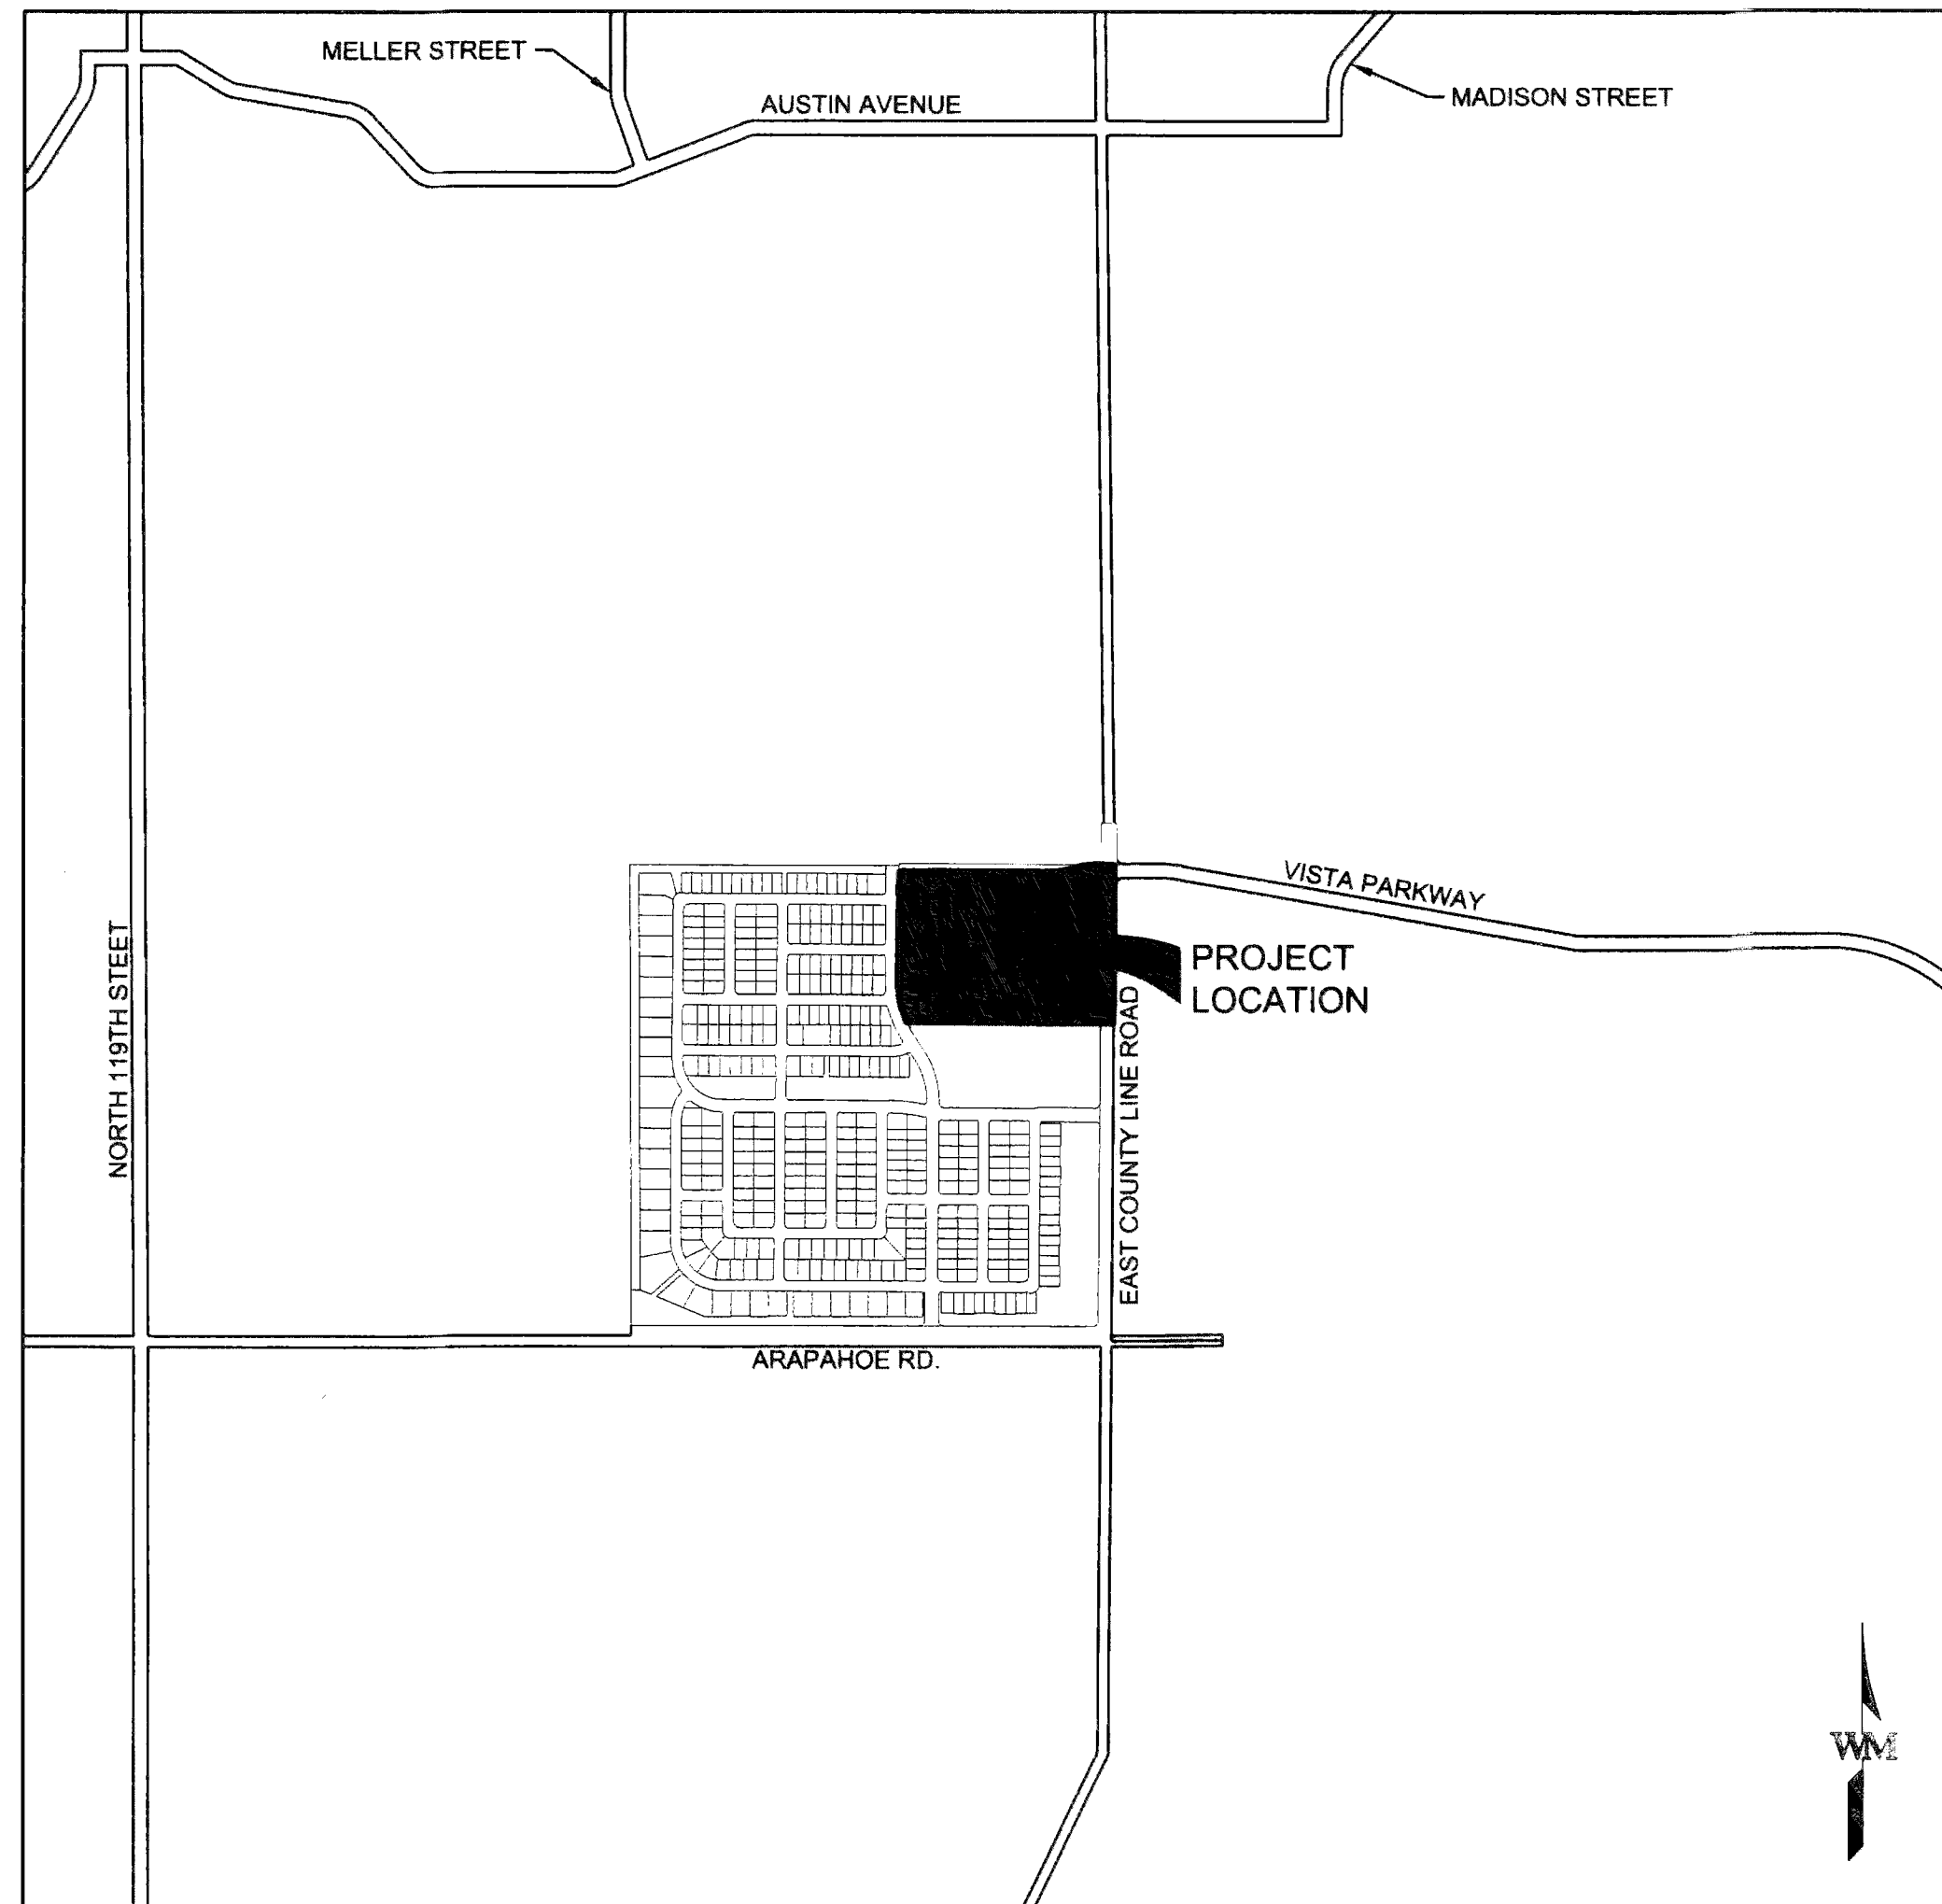 MELLER STREET
AUSTIN AVENUE
MADISON STREET
VISTA PARKWAY
PROJECT
LOCATION
NORTH 119TH STEET
EAST COUNTY LINE ROAD
ARAPAHOE RD.
WM